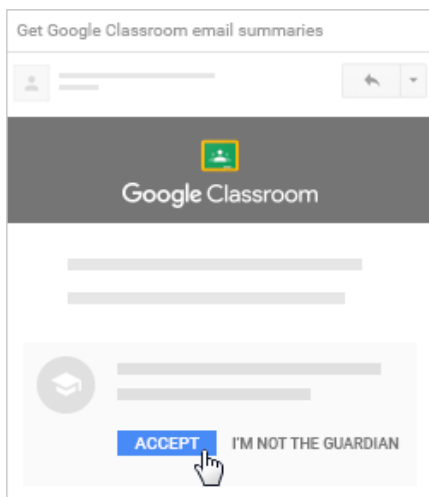 Get Google Classroom email summaries
Google Classroom
ACCEPT I'M NOT THE GUARDIAN